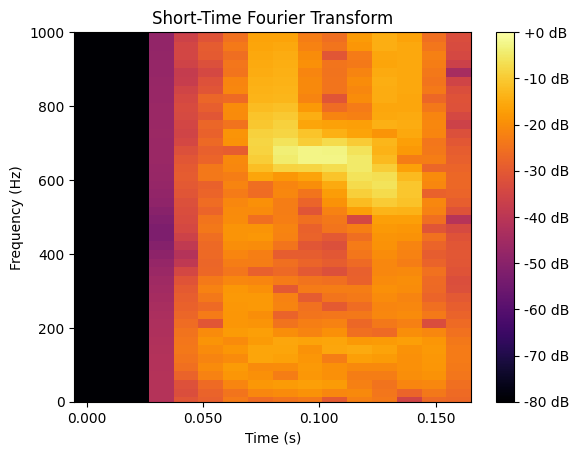 Short-Time Fourier Transform
1000
800
600
400
200
0
Frequency (Hz)
0.000
0.050
0.100
0.150
Time (s)
+0 dB
-10 dB
-20 dB
-30 dB
-40 dB
-50 dB
-60 dB
-70 dB
-80 dB